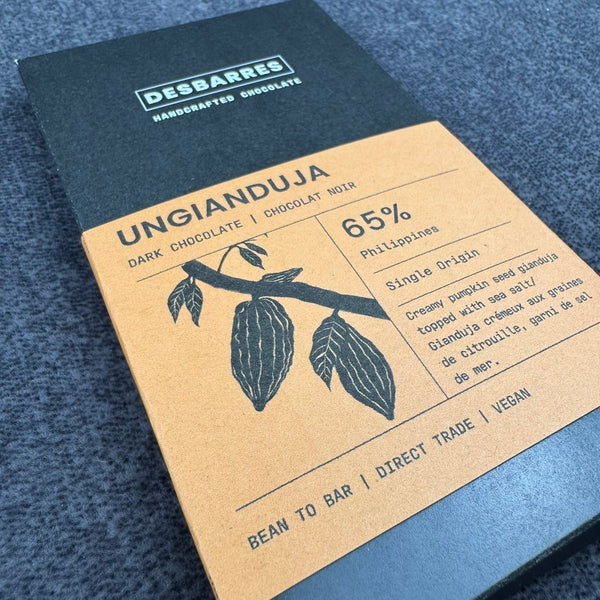 DESBARRES
HANDCRAFTED CHOCOLATE
UNGIANDUJA
DARK CHOCOLATE | CHOCOLAT NOIR
65%
Philippines
Single Origin
Creamy pumpkin seed gianduja
topped with sea salt/
Gianduja crémeux aux graines
de citrouille, garni de sel
de mer.
BEAN TO BAR | DIRECT TRADE | VEGAN